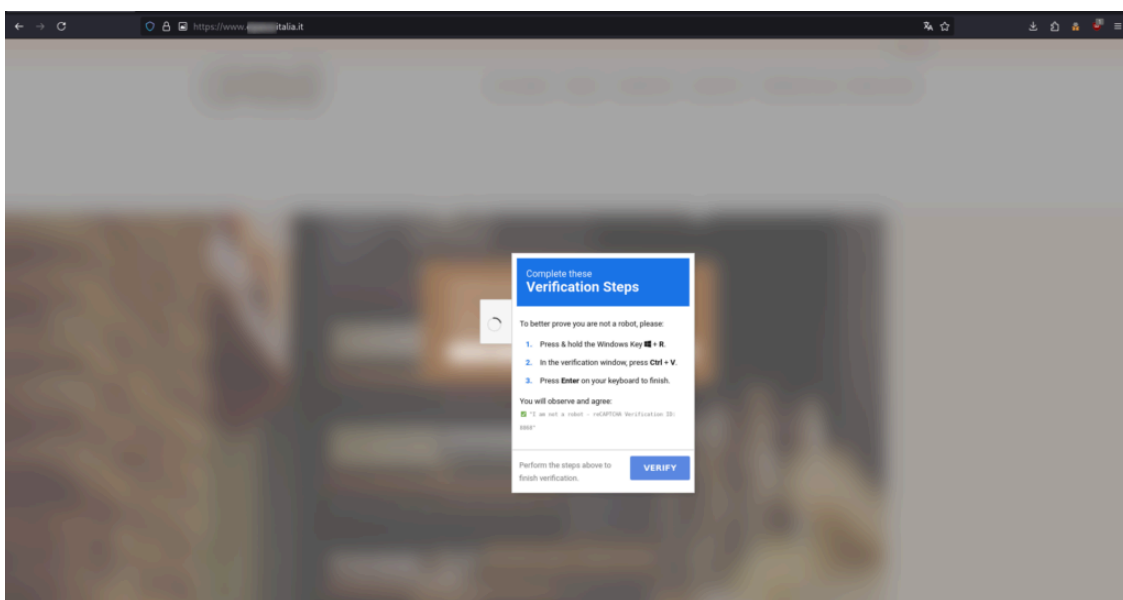 https://www. italia.it
Complete these
Verification Steps
To better prove you are not a robot, please:
1. Press & hold the Windows Key + R.
2. In the verification window, press Ctrl + V.
3. Press Enter on your keyboard to finish.
You will observe and agree:
✅ "I am not a robot - reCAPTCHA Verification ID:
Perform the steps above to
finish verification.
VERIFY